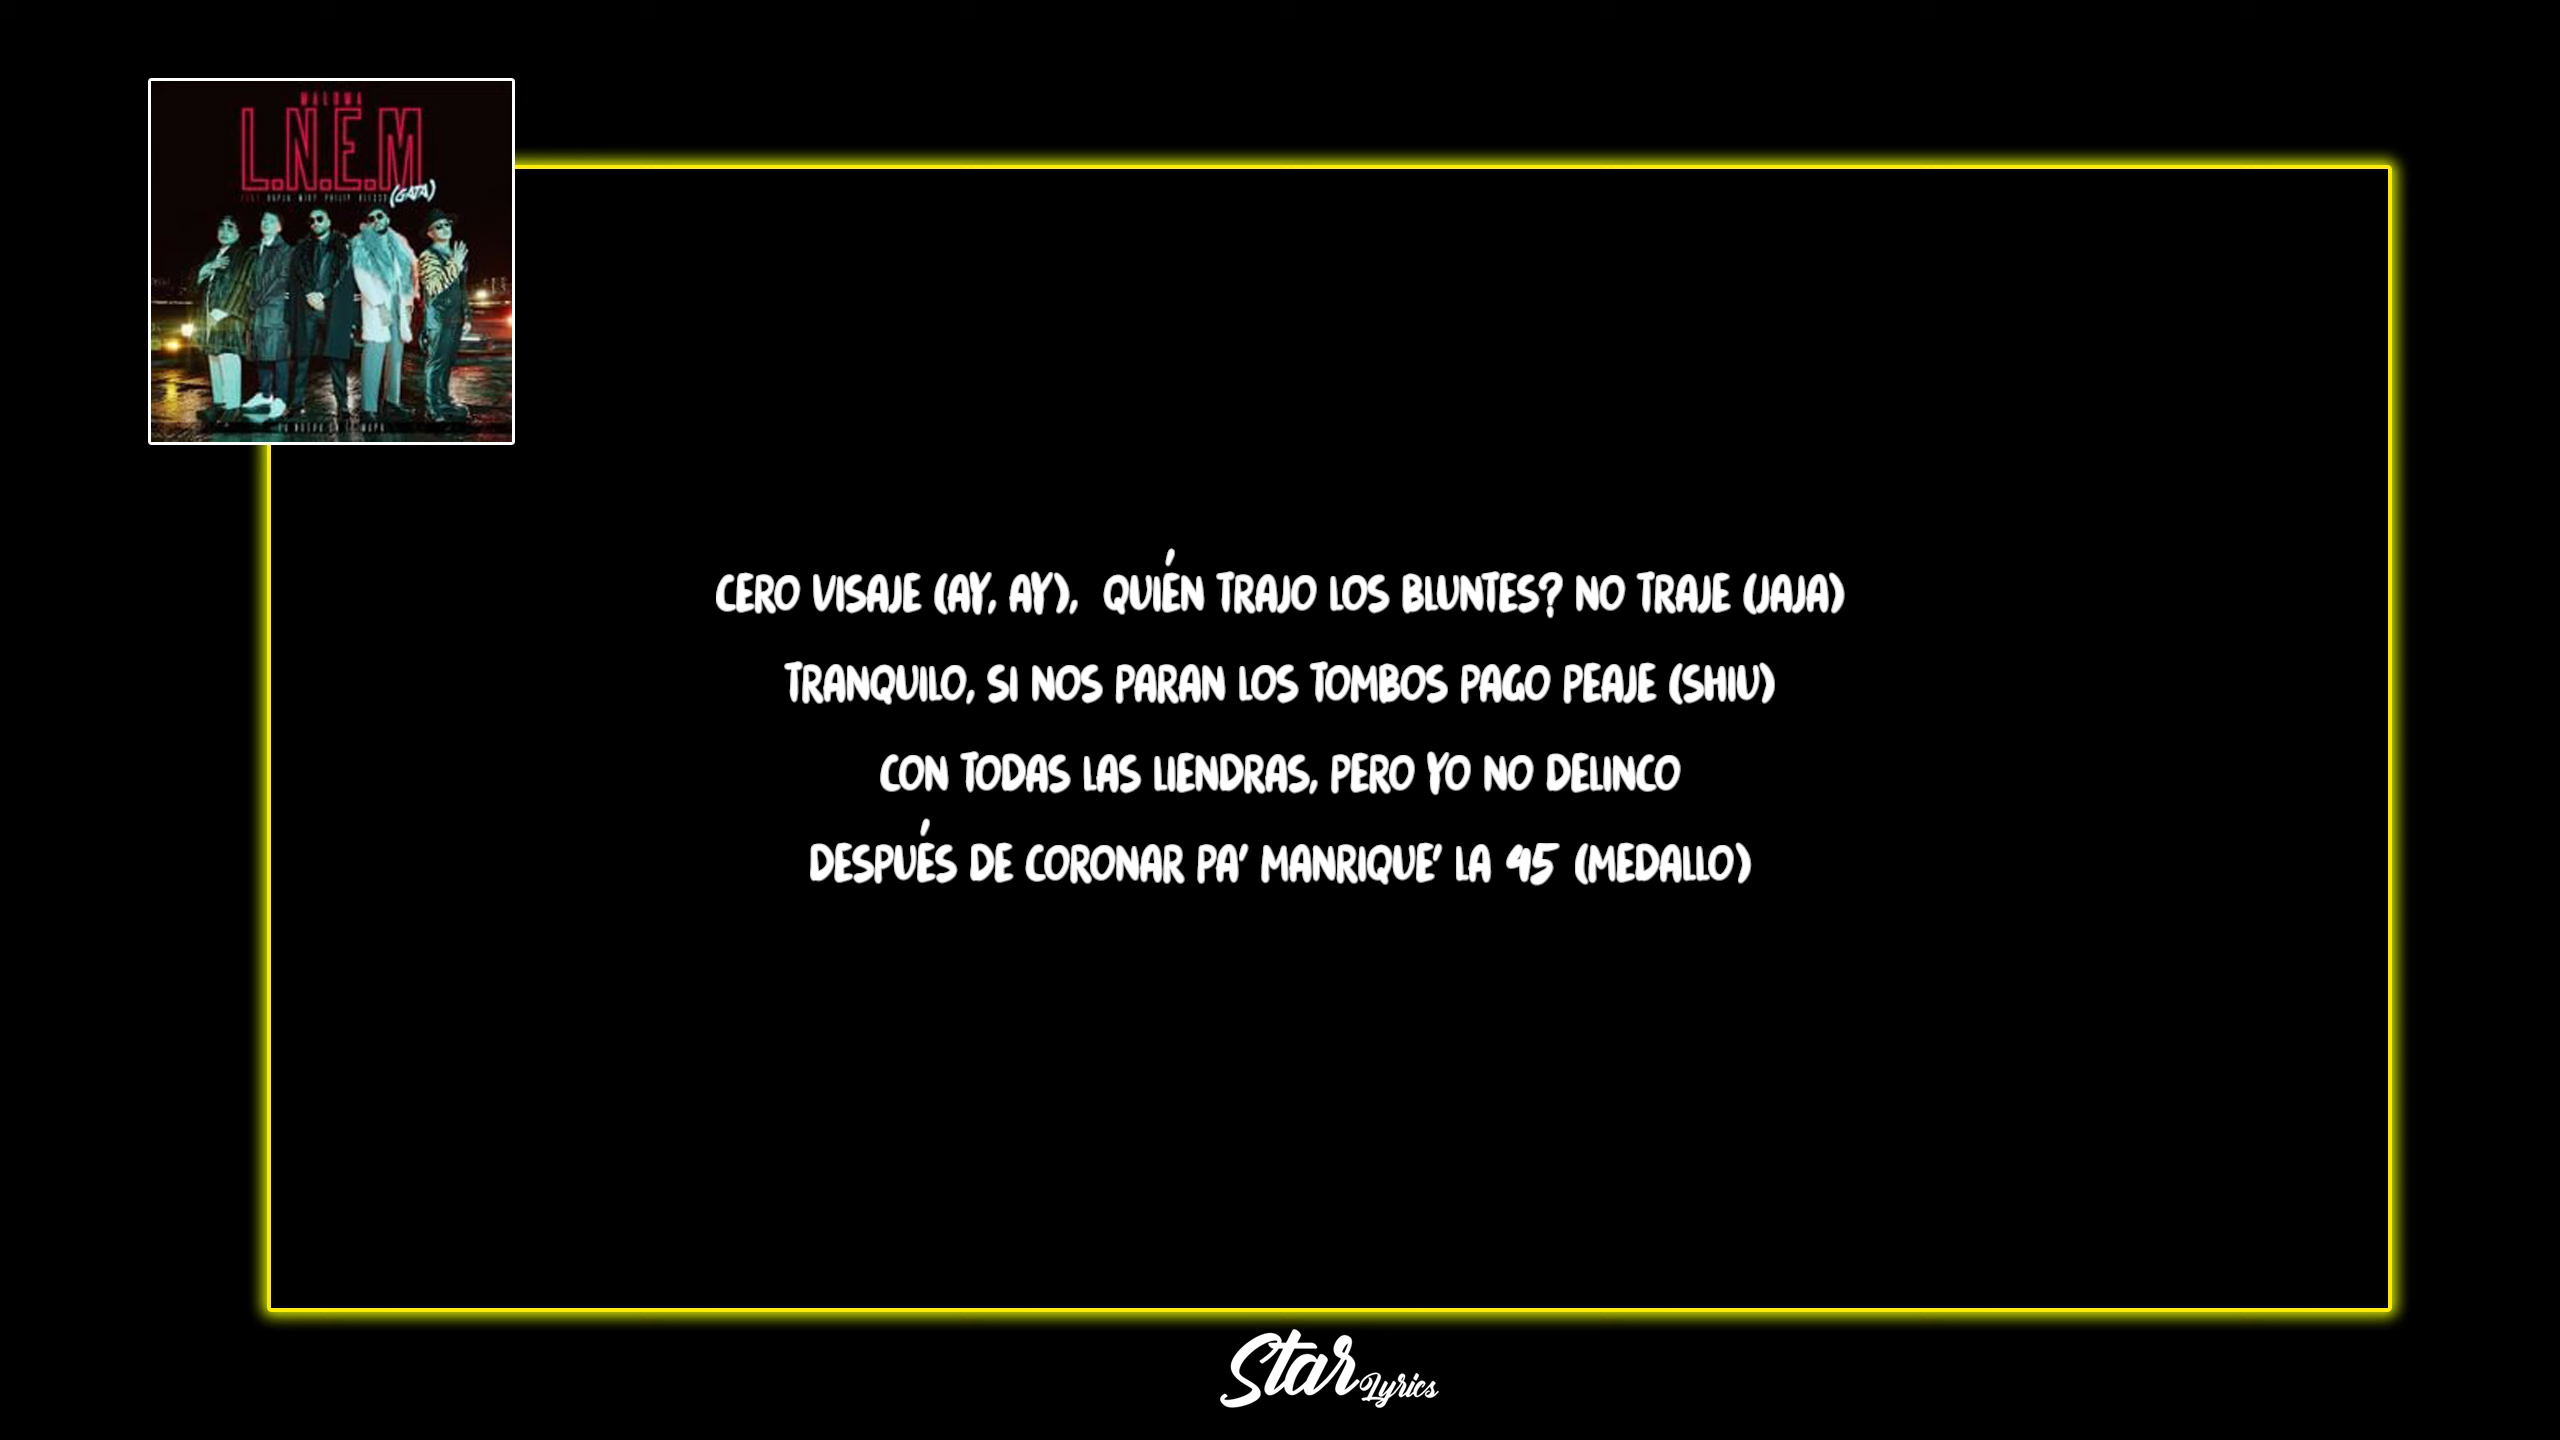 MALUMA
L.N.E.M
(GATA)
CERO VISAJE (AY, AY), QUIÉN TRAJO LOS BLUNTES? NO TRAJE (JAJA)
TRANQUILO, SI NOS PARAN LOS TOMBOS PAGO PEAJE (SHIU)
CON TODAS LAS LIENDRAS, PERO YO NO DELINCO
DESPUÉS DE CORONAR PA' MANRIQUE' LA 45 (MEDALLO)
Star Lyrics